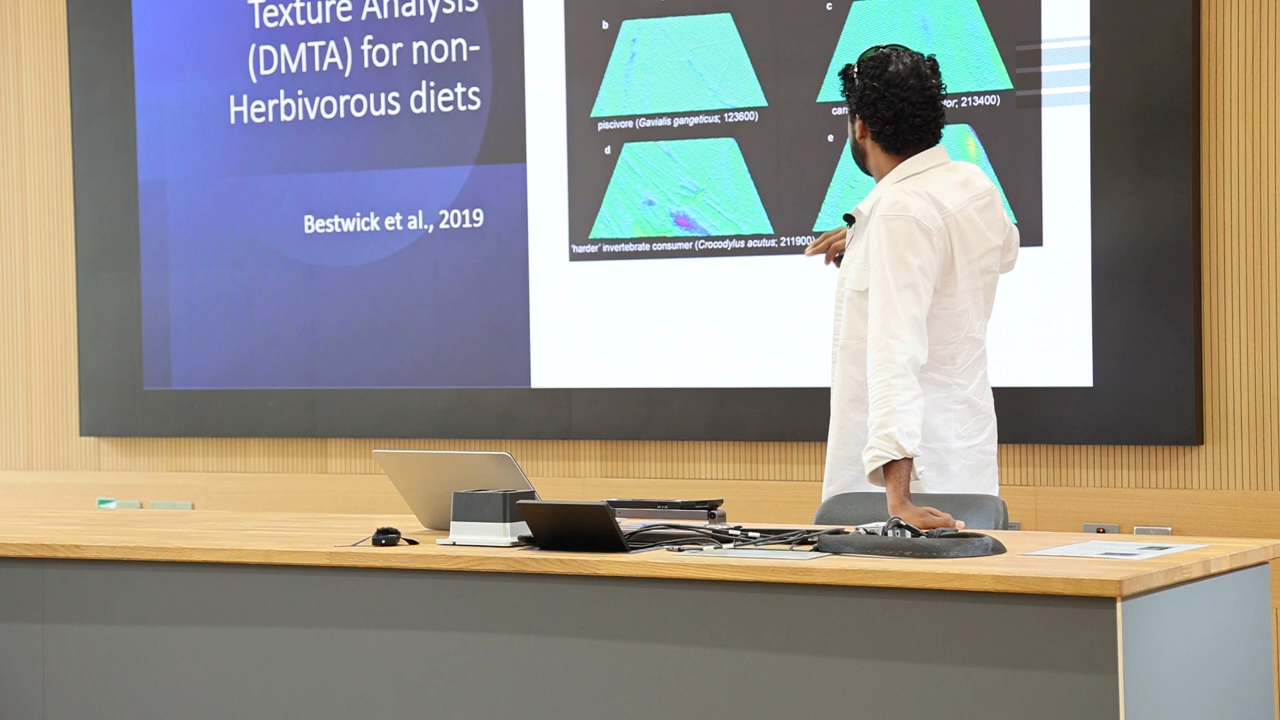 Texture Analysis
(DMTA) for non-
Herbivorous diets
Bestwick et al., 2019
b
c
piscivore (Gavialis gangeticus; 123600)
213400)
d
e
'harder' invertebrate consumer (Crocodylus acutus; 211900)